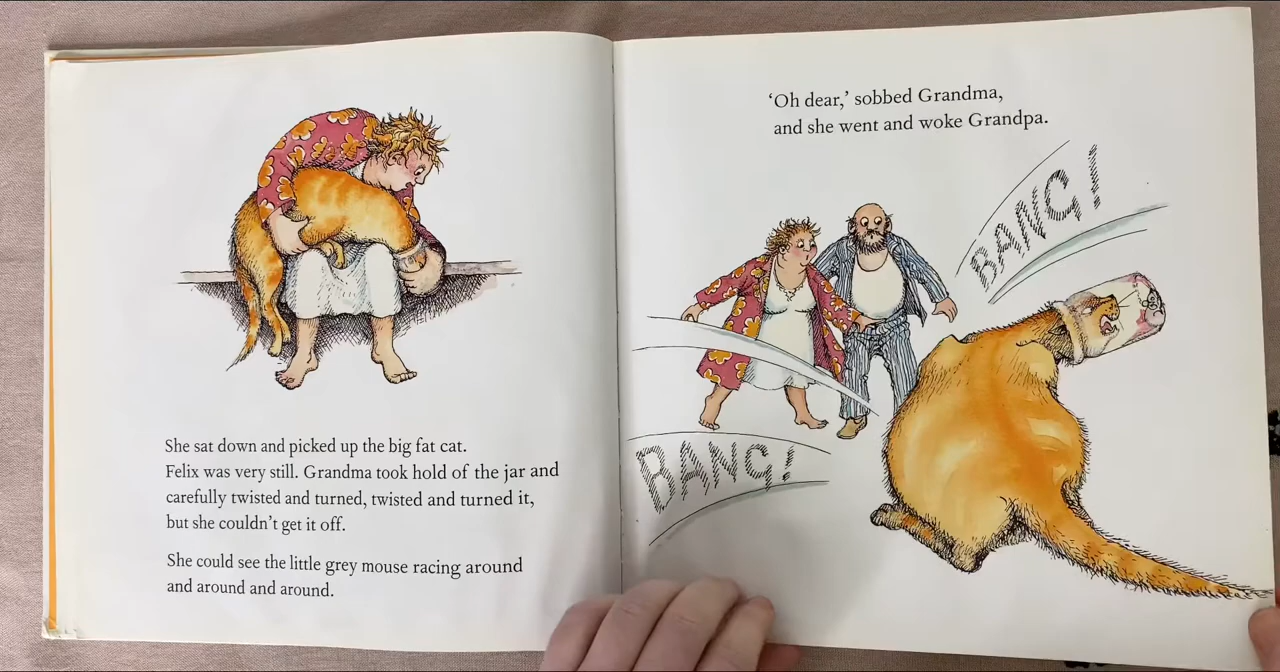 She sat down and picked up the big fat cat.
Felix was very still. Grandma took hold of the jar and
carefully twisted and turned, twisted and turned it,
but she couldn't get it off.
She could see the little grey mouse racing around
and around and around.
‘Oh dear,’ sobbed Grandma,
and she went and woke Grandpa.
BANG!
BANG!